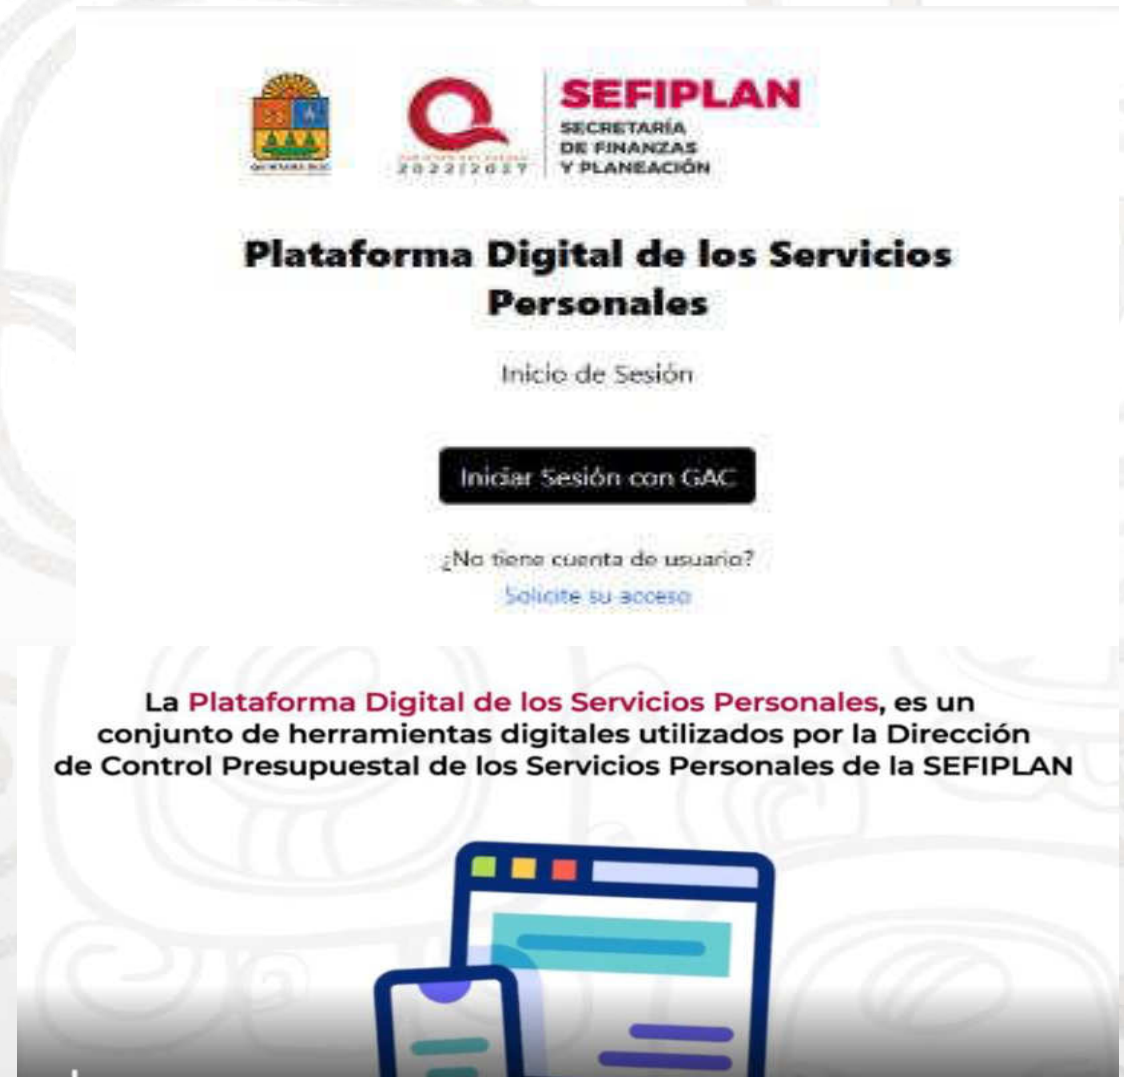 QUINTANA ROO
2022|2027
SEFIPLAN
SECRETARÍA
DE FINANZAS
Y PLANEACIÓN
Plataforma Digital de los Servicios
Personales
Inicio de Sesión
Iniciar Sesión con GAC
¿No tiene cuenta de usuario?
Solicite su acceso
La Plataforma Digital de los Servicios Personales, es un
conjunto de herramientas digitales utilizados por la Dirección
de Control Presupuestal de los Servicios Personales de la SEFIPLAN